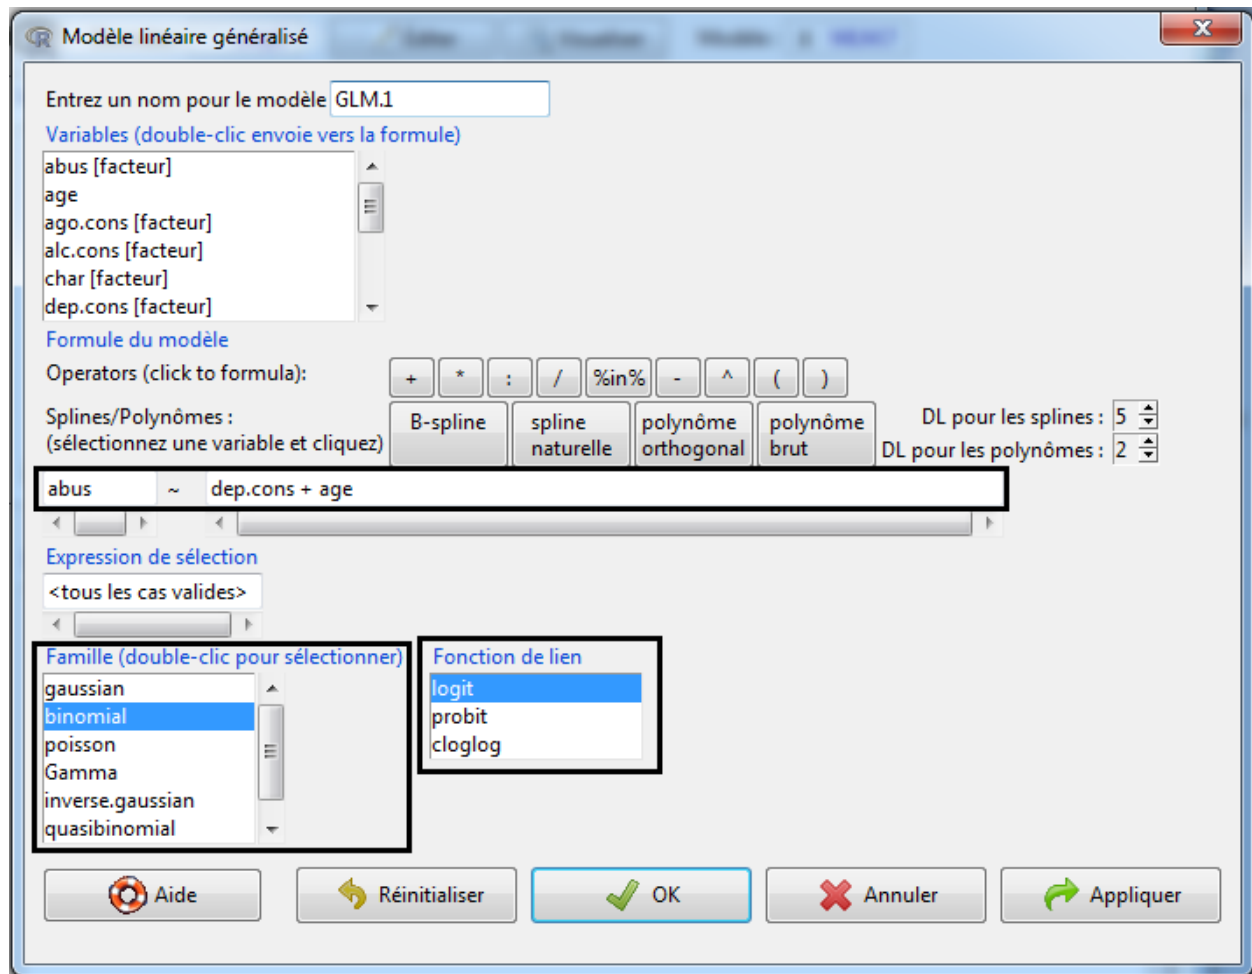 Modèle linéaire généralisé
Entrez un nom pour le modèle GLM.1
Variables (double-clic envoie vers la formule)
abus [facteur]
age
ago.cons [facteur]
alc.cons [facteur]
char [facteur]
dep.cons [facteur]
Formule du modèle
Operators (click to formula): + * : / %in% - ^ ( )
Splines/Polynômes :
(sélectionnez une variable et cliquez)
B-spline
spline
naturelle
polynôme
orthogonal
polynôme
brut
DL pour les splines : 5
DL pour les polynômes : 2
abus ~ dep.cons + age
Expression de sélection
<tous les cas valides>
Famille (double-clic pour sélectionner)
gaussian
binomial
poisson
Gamma
inverse.gaussian
quasibinomial
Fonction de lien
logit
probit
cloglog
Aide Réinitialiser OK Annuler Appliquer